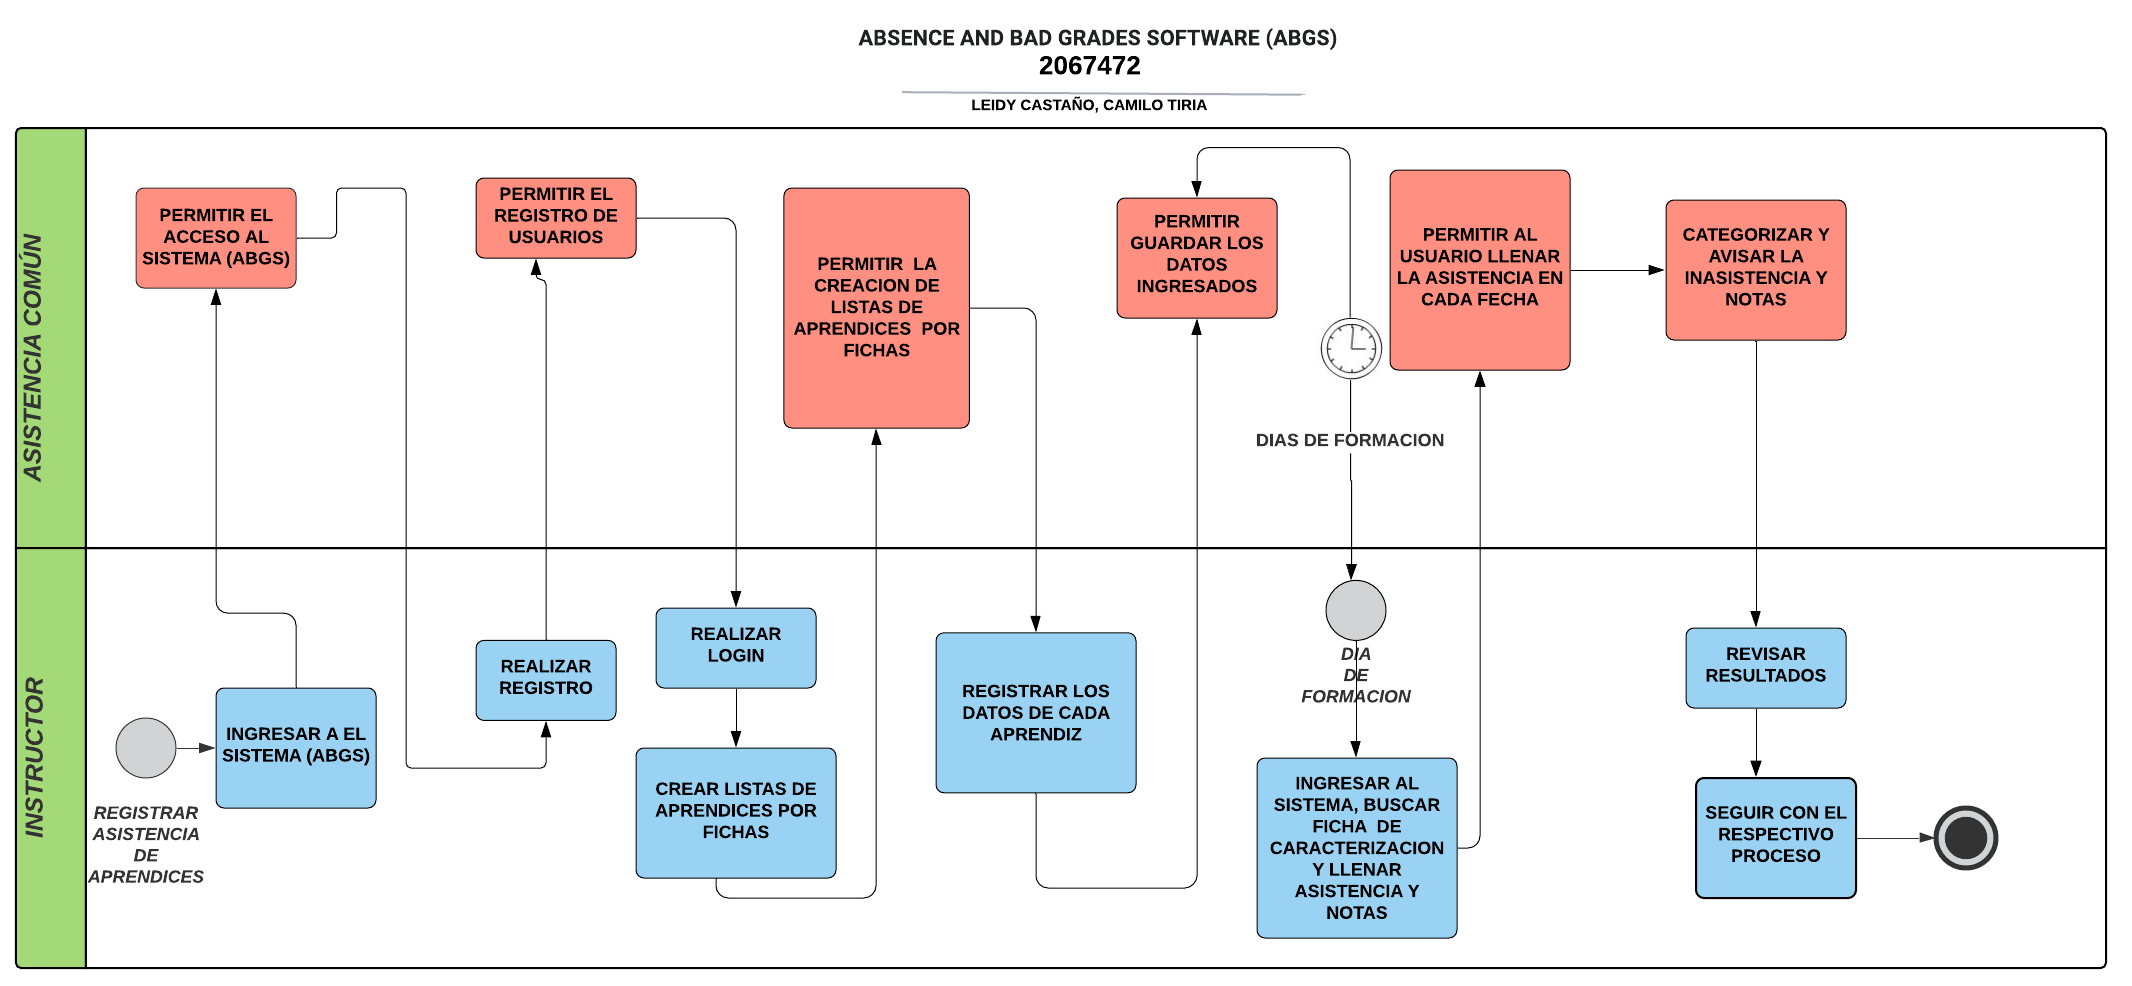 ABSENCE AND BAD GRADES SOFTWARE (ABGS)
2067472
LEIDY CASTAÑO, CAMILO TIRIA
ASISTENCIA COMÚN
PERMITIR EL
ACCESO AL
SISTEMA (ABGS)
PERMITIR EL
REGISTRO DE
USUARIOS
PERMITIR LA
CREACION DE
LISTAS DE
APRENDICES POR
FICHAS
PERMITIR
GUARDAR LOS
DATOS
INGRESADOS
DIAS DE FORMACION
PERMITIR AL
USUARIO LLENAR
LA ASISTENCIA EN
CADA FECHA
CATEGORIZAR Y
AVISAR LA
INASISTENCIA Y
NOTAS
INSTRUCTOR
REGISTRAR
ASISTENCIA
DE
APRENDICES
INGRESAR A EL
SISTEMA (ABGS)
REALIZAR
REGISTRO
REALIZAR
LOGIN
CREAR LISTAS DE
APRENDICES POR
FICHAS
REGISTRAR LOS
DATOS DE CADA
APRENDIZ
DIA
DE
FORMACION
INGRESAR AL
SISTEMA, BUSCAR
FICHA DE
CARACTERIZACION
Y LLENAR
ASISTENCIA Y
NOTAS
REVISAR
RESULTADOS
SEGUIR CON EL
RESPECTIVO
PROCESO